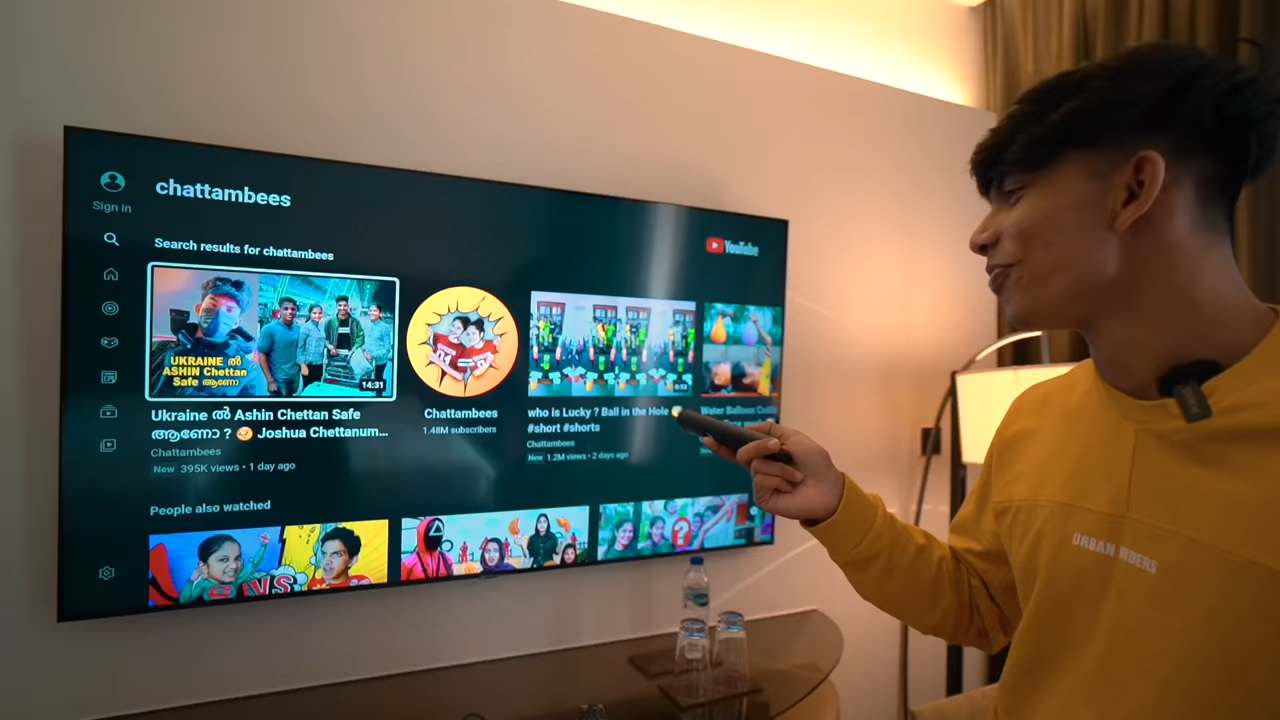 chattambees
Sign in
YouTube
Search results for chattambees
UKRAINE ൽ
ASHIN Chettan
Safe ആണോ
14:31
0:53
Ukraine ൽ Ashin Chettan Safe
ആണോ ? 😳 Joshua Chettanum...
Chattambees
New 395K views • 1 day ago
Chattambees
1.48M subscribers
who is Lucky ? Ball in the Hole
#short #shorts
Chattambees
New 1.2M views • 2 days ago
Water Balloon
People also watched
VS
?
URBAN RIDERS